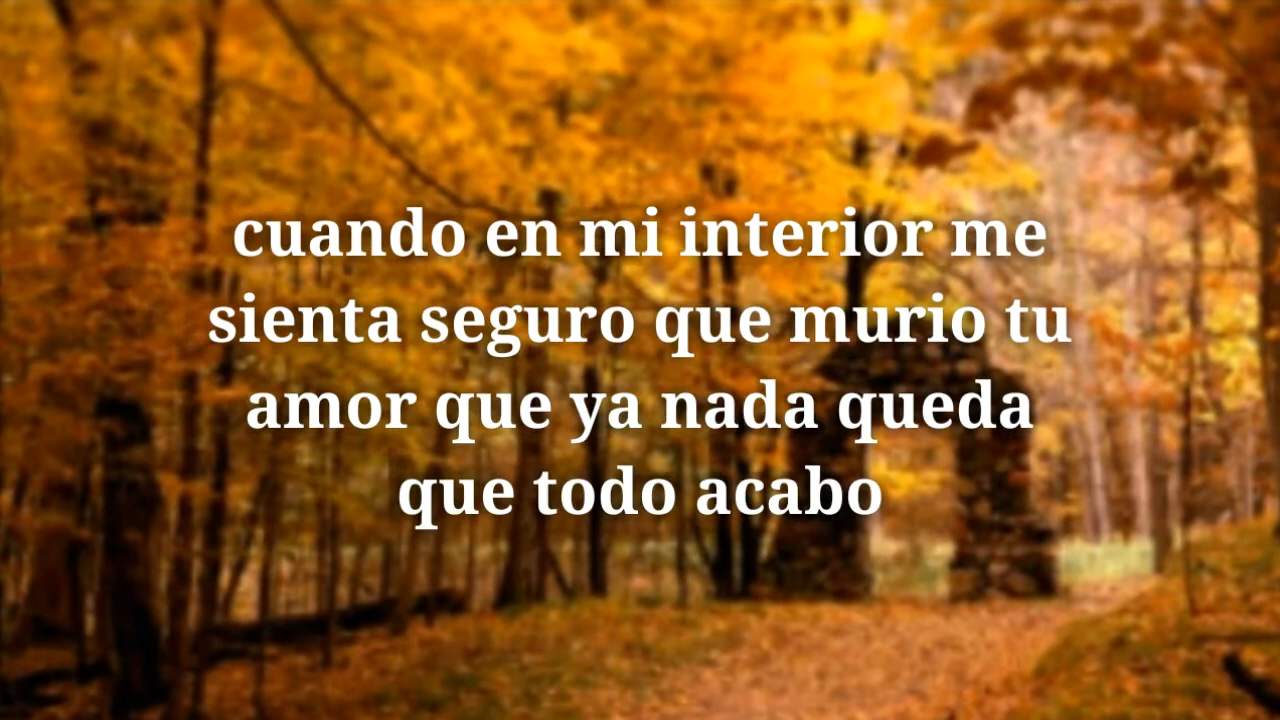 cuando en mi interior me
sienta seguro que murio tu
amor que ya nada queda
que todo acabo